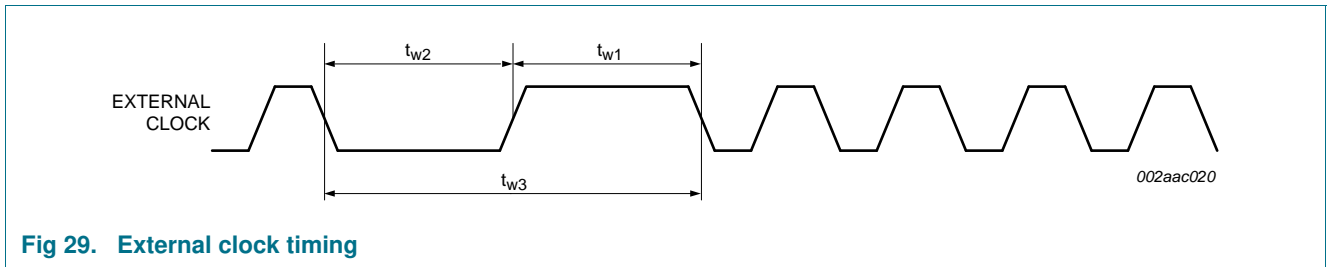 tw2
tw1
EXTERNAL
CLOCK
tw3
002aac020
Fig 29. External clock timing